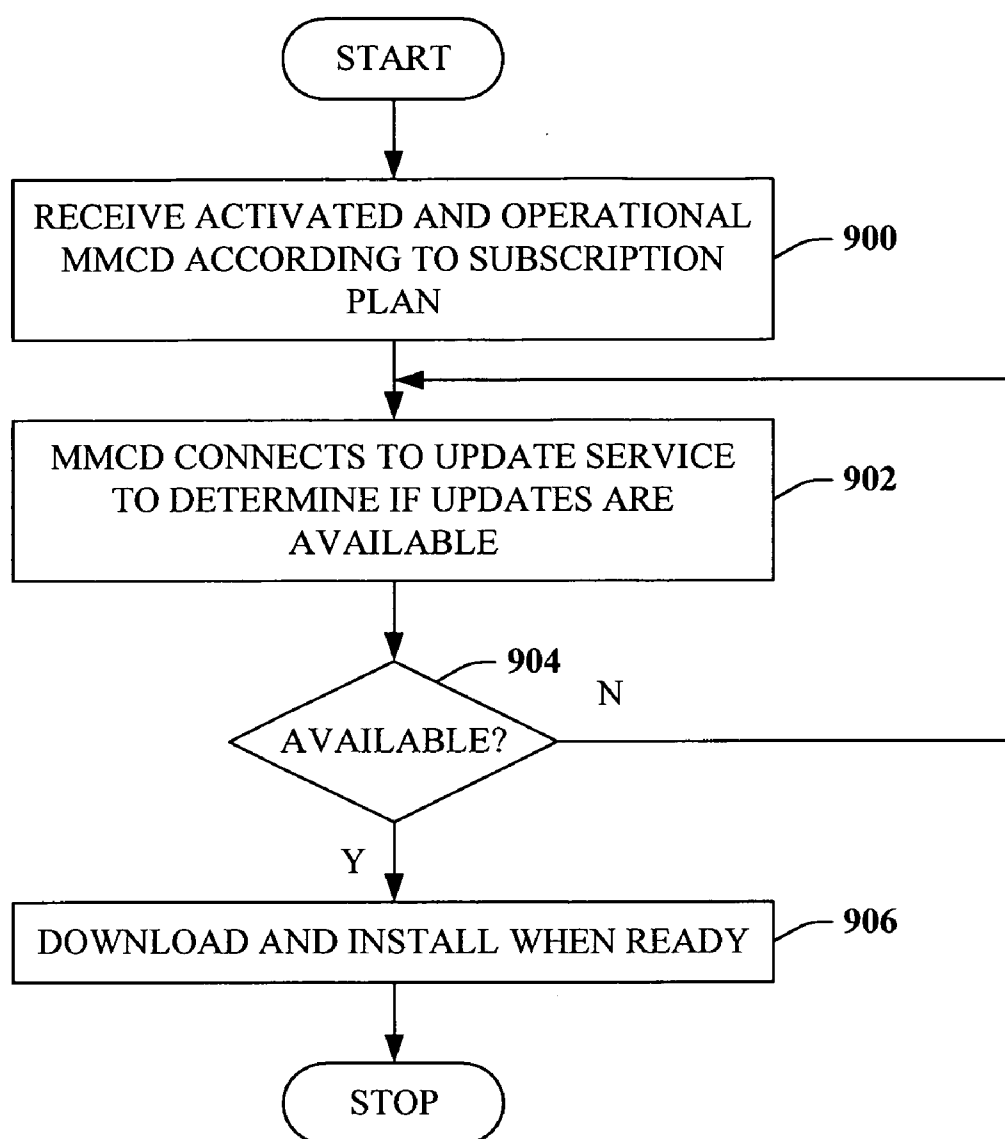 START
RECEIVE ACTIVATED AND OPERATIONAL
MMCD ACCORDING TO SUBSCRIPTION
PLAN
900
MMCD CONNECTS TO UPDATE SERVICE
TO DETERMINE IF UPDATES ARE
AVAILABLE
902
904
AVAILABLE?
N
Y
DOWNLOAD AND INSTALL WHEN READY
906
STOP